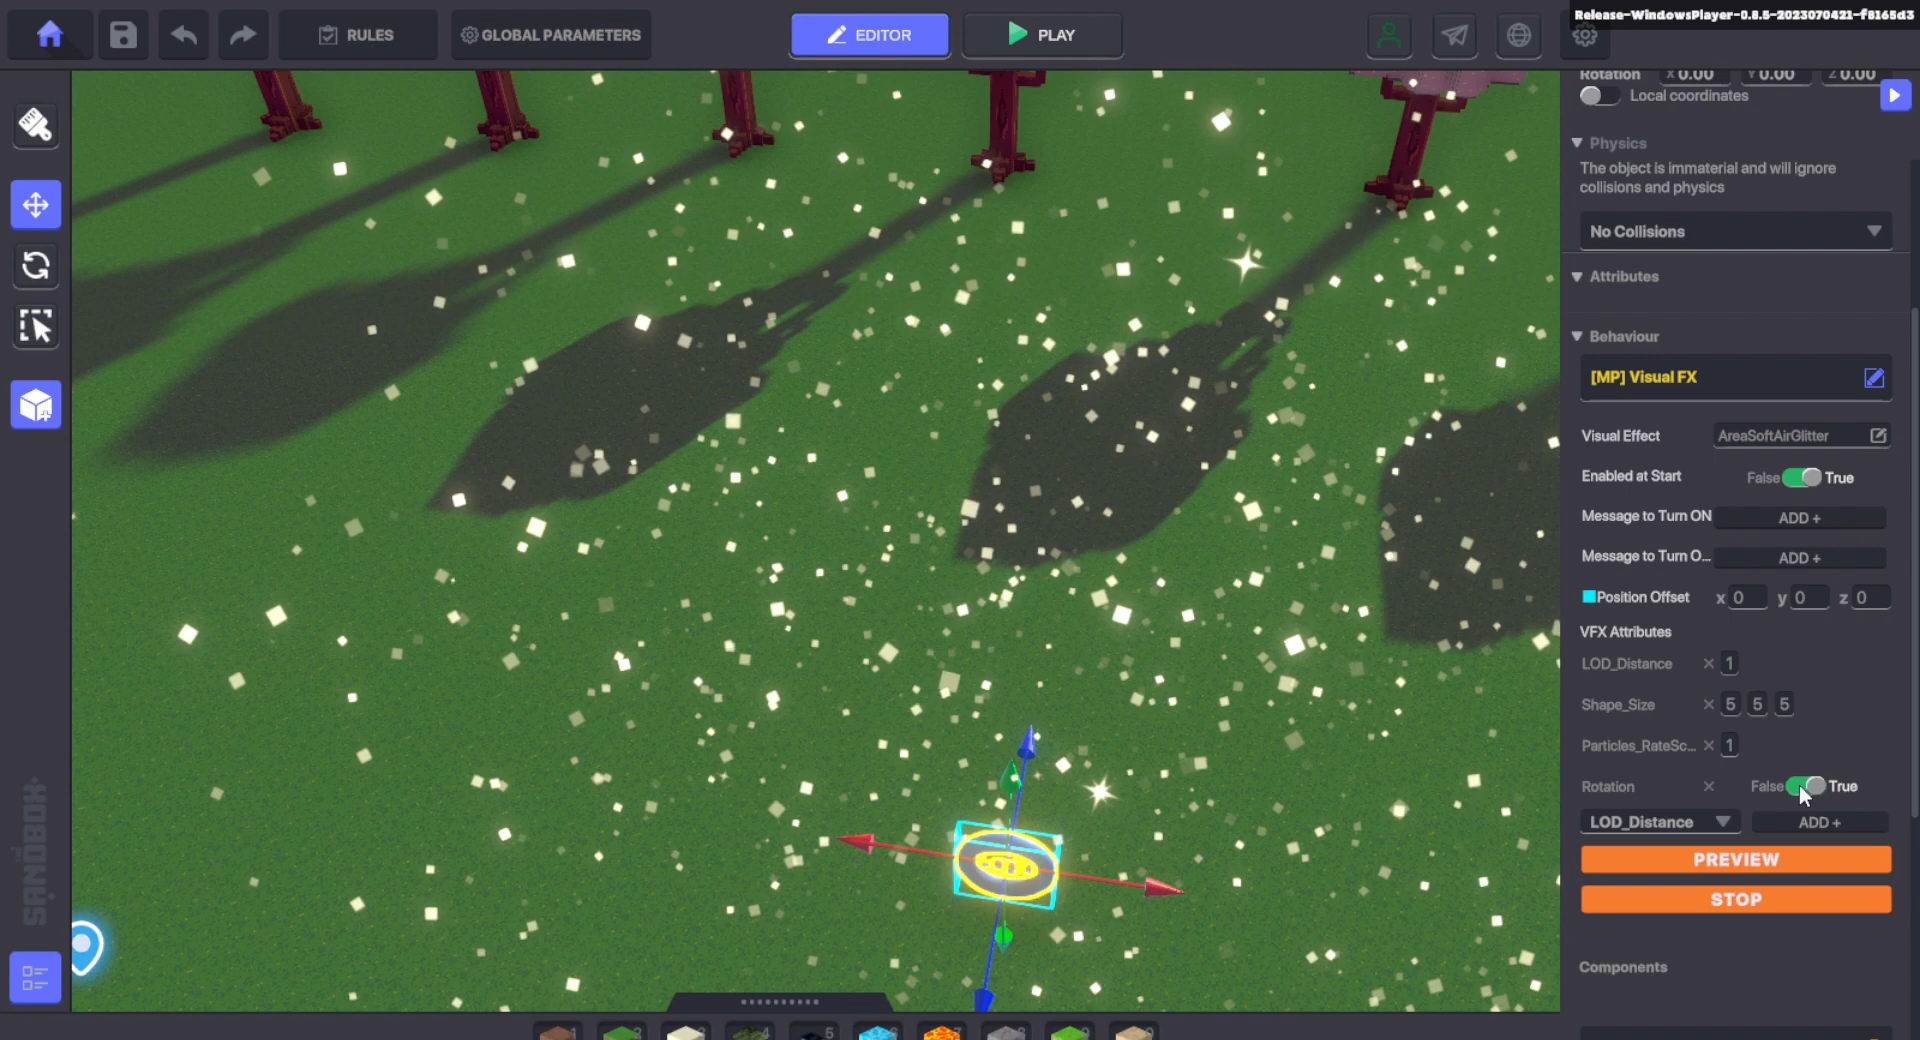 Release-WindowsPlayer-0.8.5-2023070421-f8165d3
RULES
GLOBAL PARAMETERS
EDITOR
PLAY
Rotation X 0.00 Y 0.00 Z 0.00
Local coordinates
Physics
The object is immaterial and will ignore
collisions and physics
No Collisions
Attributes
Behaviour
[MP] Visual FX
Visual Effect AreaSoftAirGlitter
Enabled at Start False True
Message to Turn ON ADD +
Message to Turn O... ADD +
Position Offset x 0 y 0 z 0
VFX Attributes
LOD_Distance × 1
Shape_Size × 5 5 5
Particles_RateSc... × 1
Rotation × False True
LOD_Distance ADD +
PREVIEW
STOP
Components
THE SANDBOX